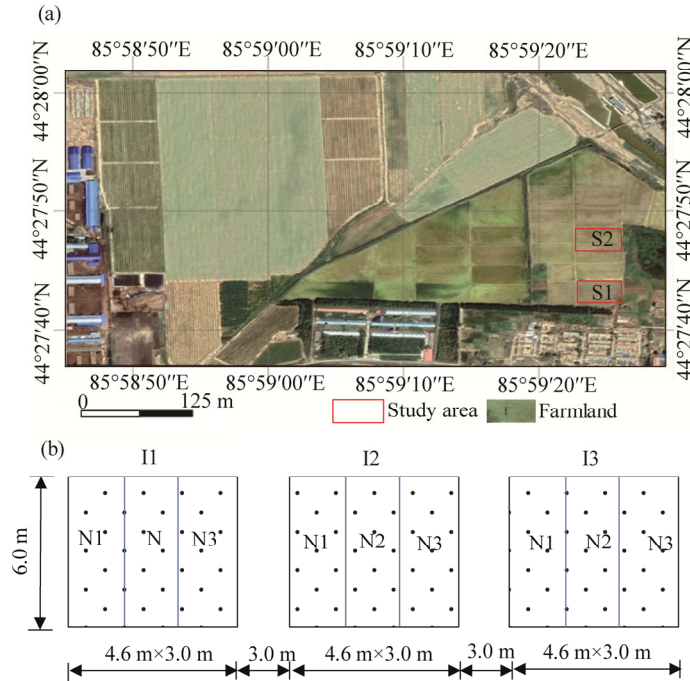 (a)
85°58′50″E 85°59′00″E 85°59′10″E 85°59′20″E
44°28′00″N 44°28′00″N
44°27′50″N 44°27′50″N
S2
S1
44°27′40″N 44°27′40″N
85°58′50″E 85°59′00″E 85°59′10″E 85°59′20″E
0 125 m Study area Farmland
(b)
I1 I2 I3
6.0 m
N1 N N3 N1 N2 N3 N1 N2 N3
4.6 m×3.0 m 3.0 m 4.6 m×3.0 m 3.0 m 4.6 m×3.0 m